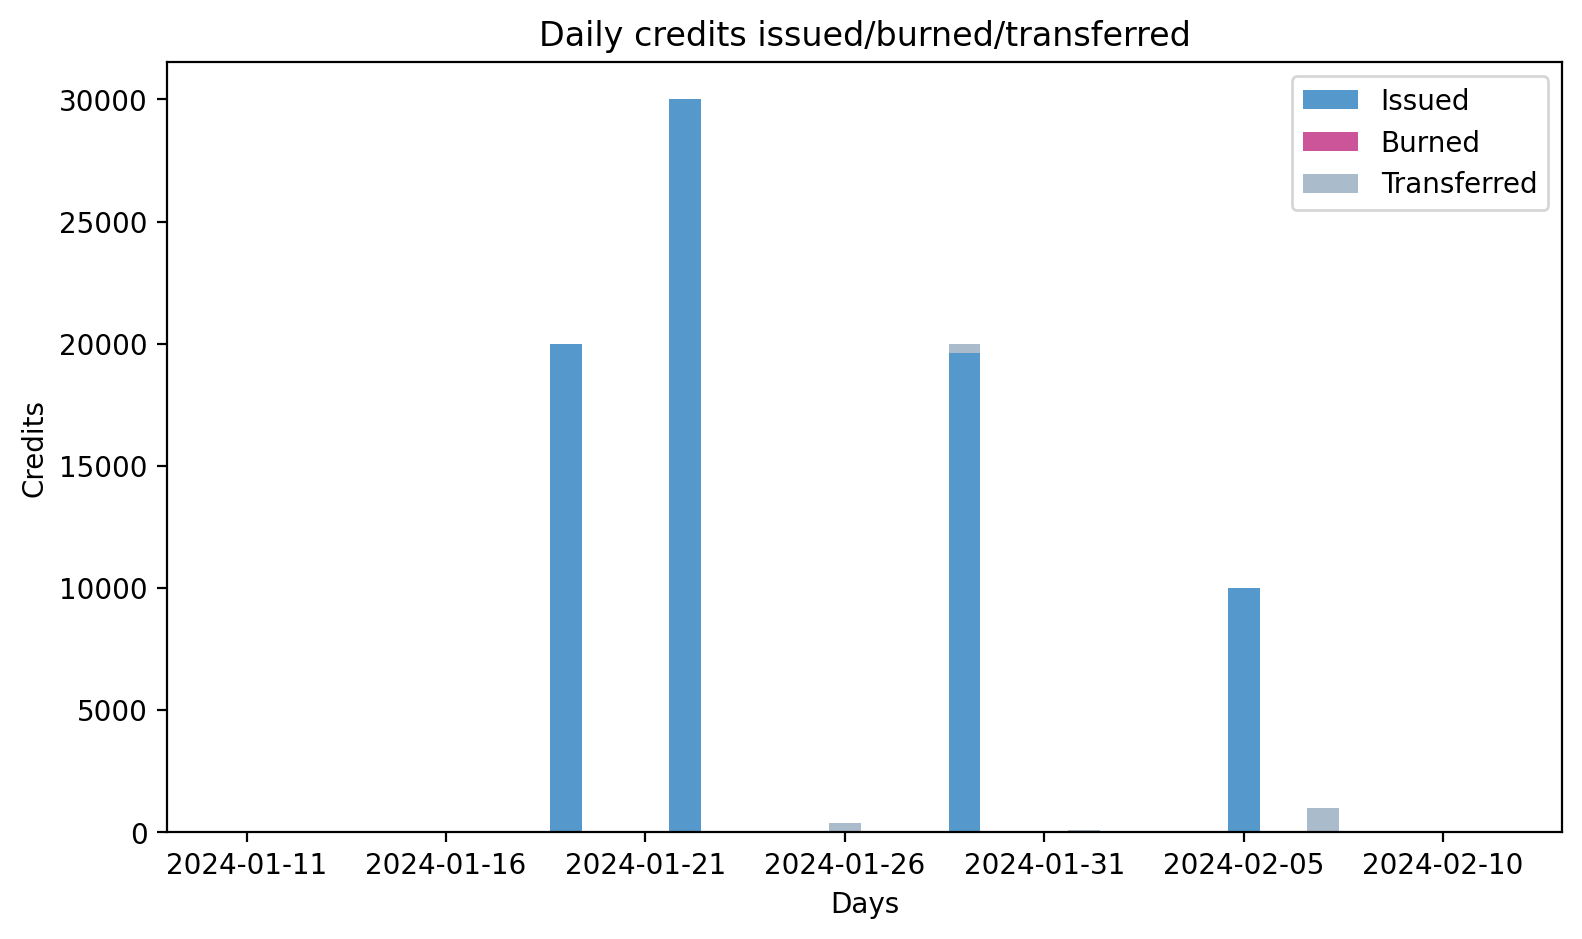 Daily credits issued/burned/transferred
Issued
Burned
Transferred
30000
25000
20000
15000
10000
5000
0
Credits
2024-01-11 2024-01-16 2024-01-21 2024-01-26 2024-01-31 2024-02-05 2024-02-10
Days